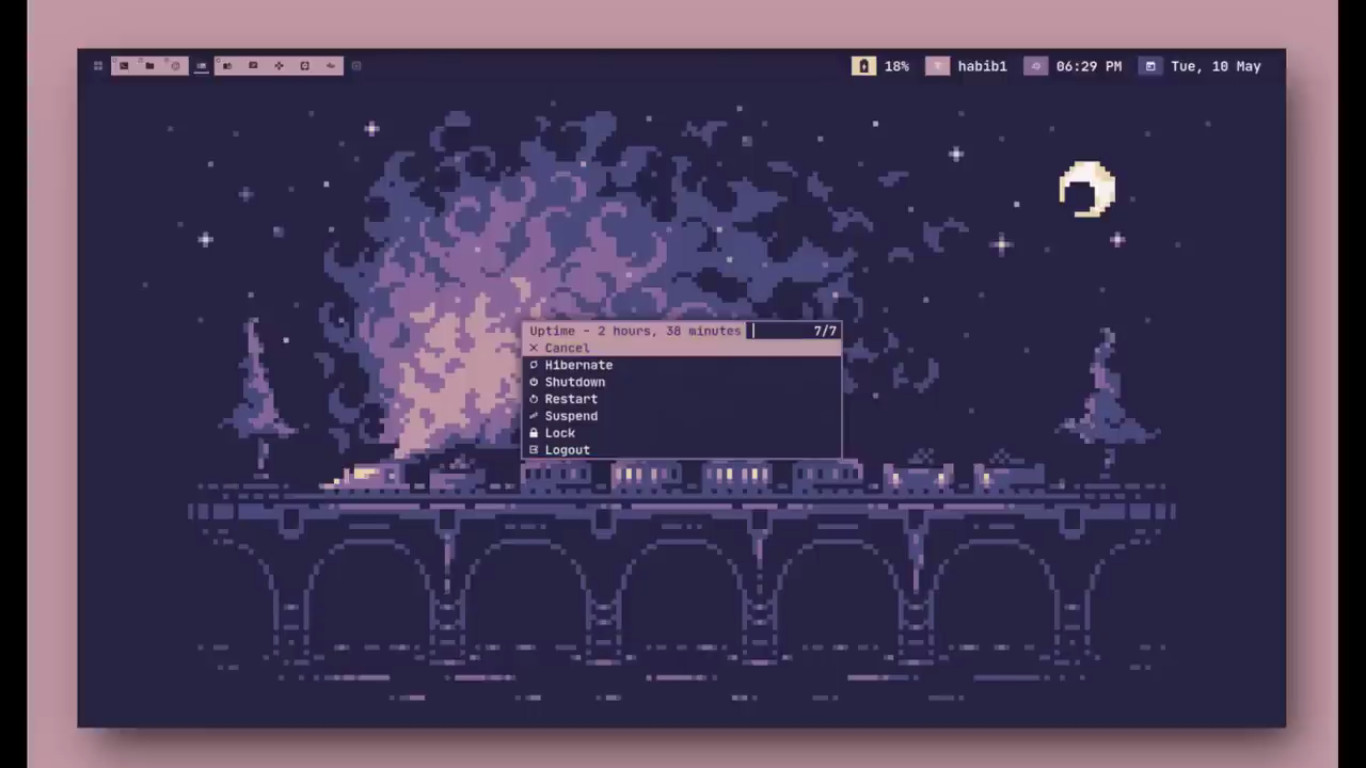 18% habib1 06:29 PM Tue, 10 May
Uptime - 2 hours, 38 minutes 7/7
Cancel
Hibernate
Shutdown
Restart
Suspend
Lock
Logout